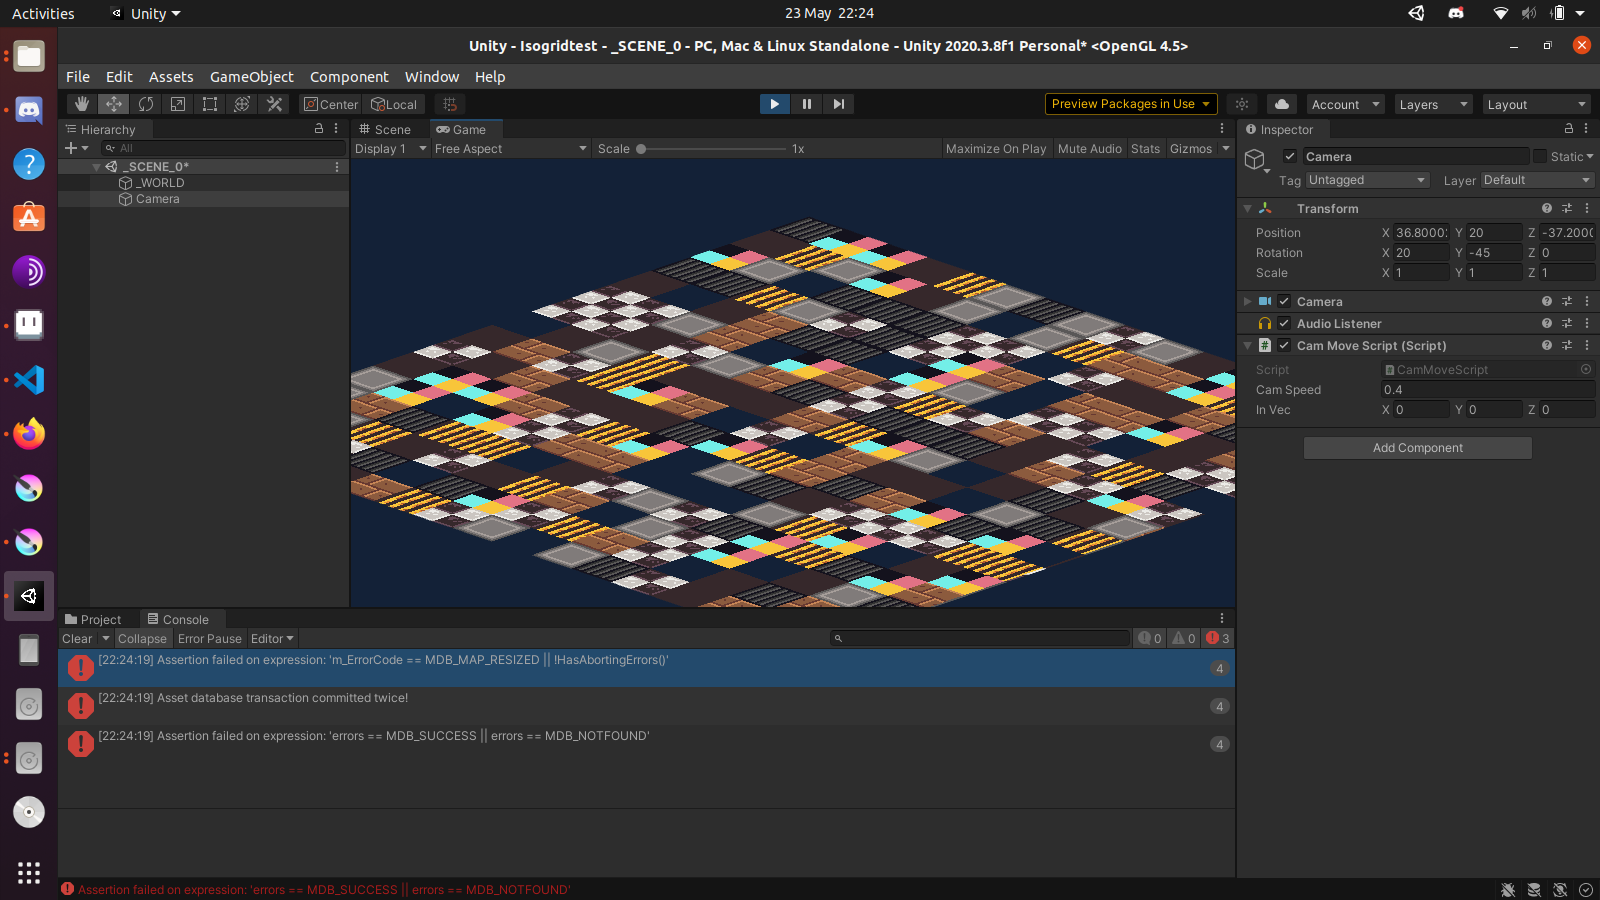 Activities
Unity
23 May 22:24
Unity - Isogridtest - _SCENE_0 - PC, Mac & Linux Standalone - Unity 2020.3.8f1 Personal* <OpenGL 4.5>
File Edit Assets GameObject Component Window Help
Center Local
Preview Packages in Use
Account Layers Layout
Hierarchy
All
_SCENE_0*
_WORLD
Camera
Scene Game
Display 1 Free Aspect Scale 1x Maximize On Play Mute Audio Stats Gizmos
Inspector
Camera Static
Tag Untagged Layer Default
Transform
Position X 36.8000 Y 20 Z -37.200
Rotation X 20 Y -45 Z 0
Scale X 1 Y 1 Z 1
Camera
Audio Listener
# Cam Move Script (Script)
Script CamMoveScript
Cam Speed 0.4
In Vec X 0 Y 0 Z 0
Add Component
Project Console
Clear Collapse Error Pause Editor 0 0 3
[22:24:19] Assertion failed on expression: 'm_ErrorCode == MDB_MAP_RESIZED || !HasAbortingErrors()' 4
[22:24:19] Asset database transaction committed twice! 4
[22:24:19] Assertion failed on expression: 'errors == MDB_SUCCESS || errors == MDB_NOTFOUND' 4
Assertion failed on expression: 'errors == MDB_SUCCESS || errors == MDB_NOTFOUND'